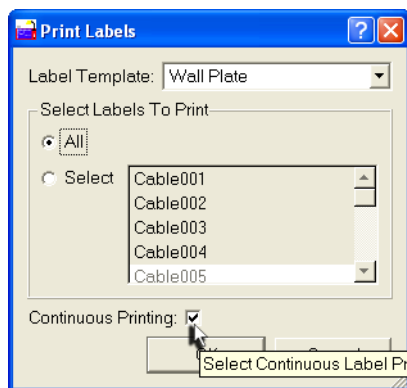 Print Labels
Label Template: Wall Plate
Select Labels To Print
All
Select
Cable001
Cable002
Cable003
Cable004
Cable005
Continuous Printing:
Select Continuous Label Pr